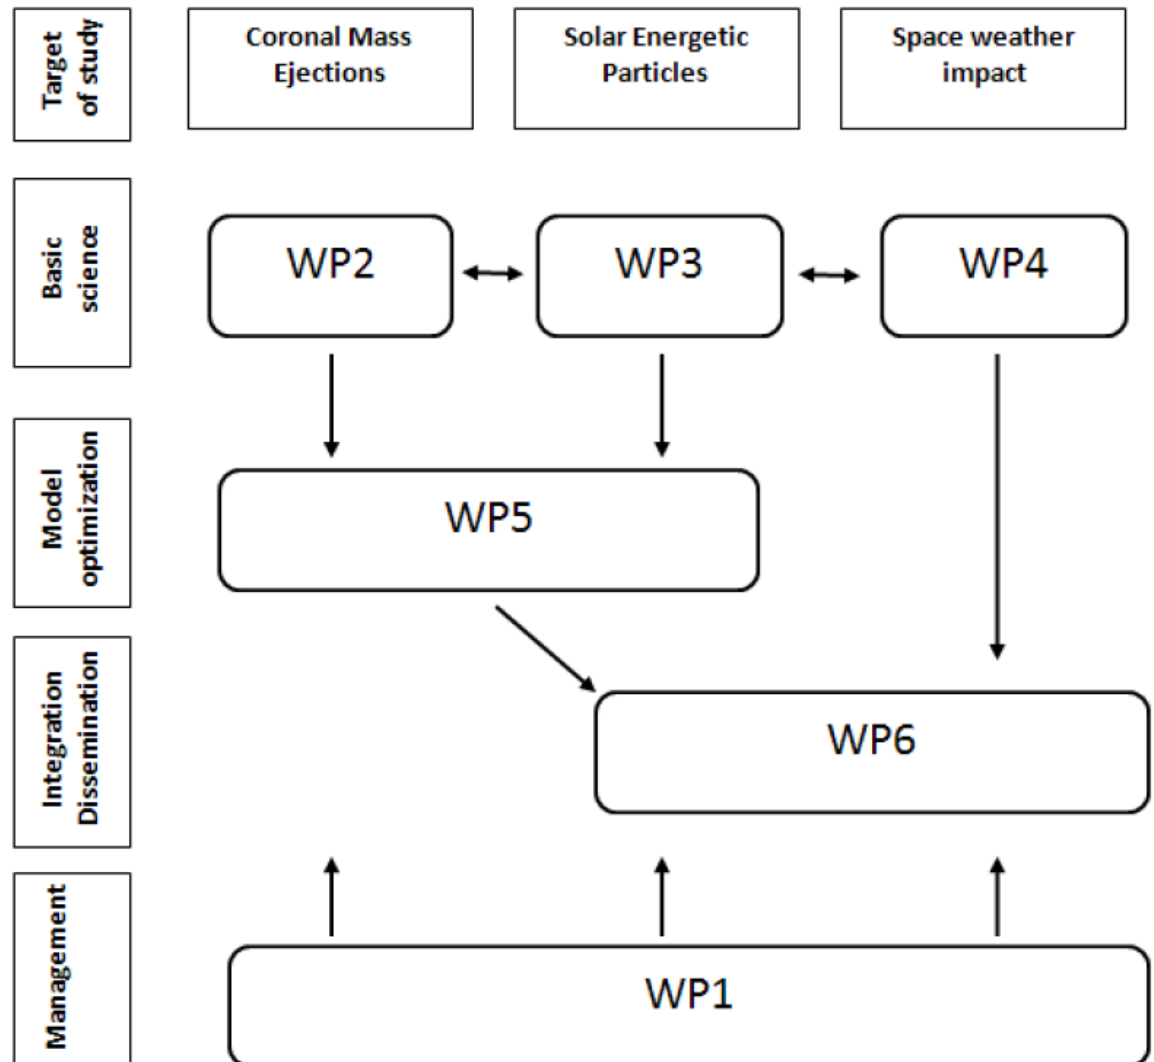 Target
of study
Coronal Mass
Ejections
Solar Energetic
Particles
Space weather
impact
Basic
science
WP2
WP3
WP4
Model
optimization
WP5
Integration
Dissemination
WP6
Management
WP1